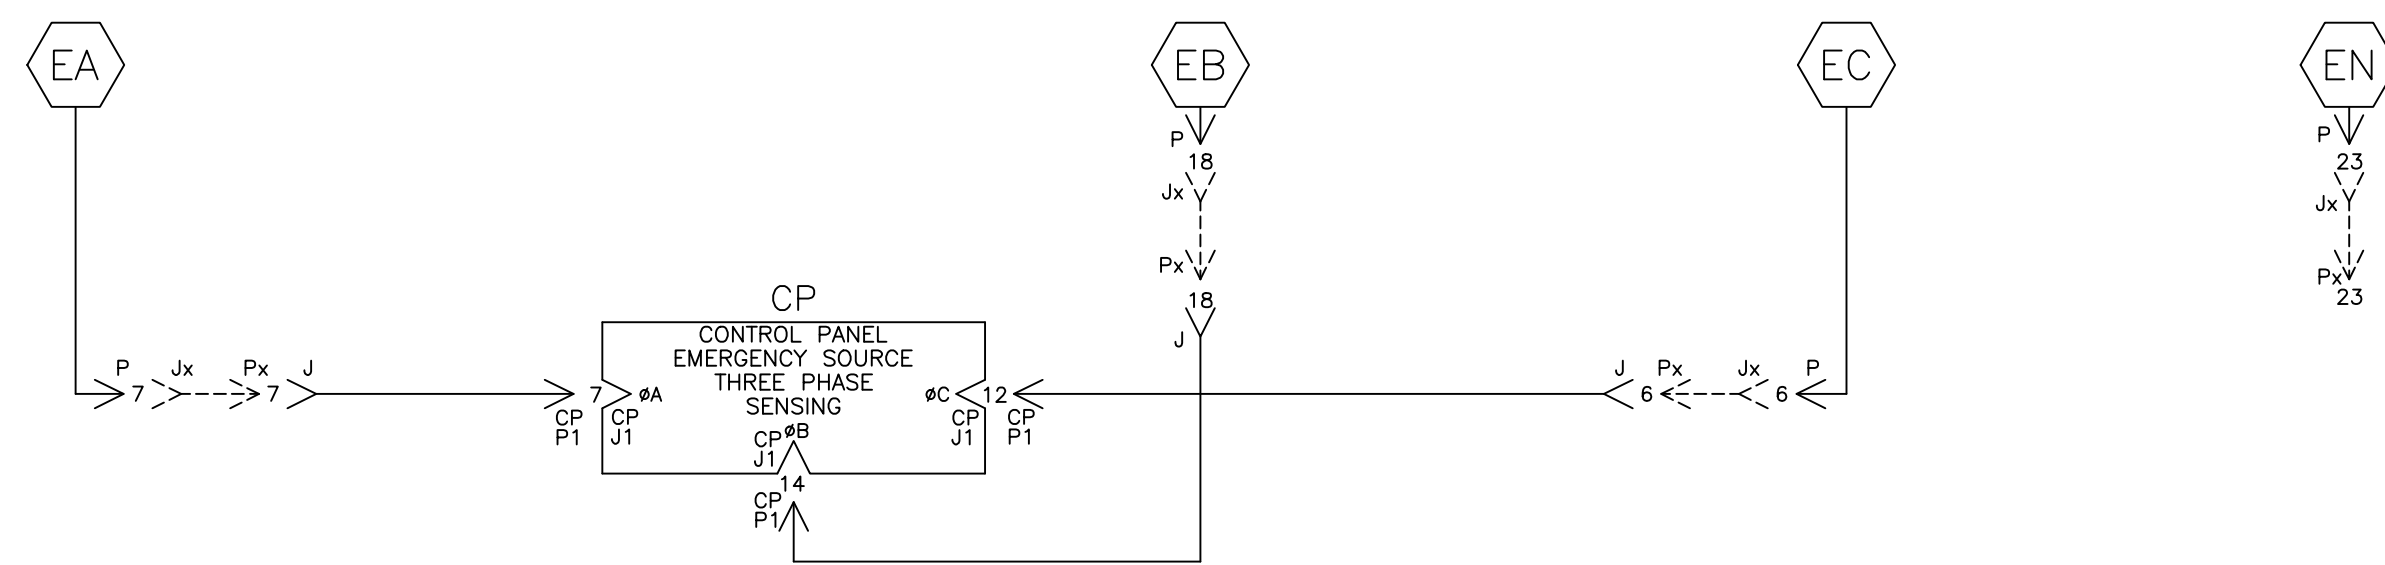 EA
EB
EC
EN
P
18
Jx
Px
18
J
P
23
Jx
Px
23
CP
CONTROL PANEL
EMERGENCY SOURCE
THREE PHASE
SENSING
P 7 Jx Px 7 J
7 øA
CP
P1
CP
J1
øB
CP
J1
14
CP
P1
øC 12
CP
J1
CP
P1
J 6 Px Jx 6 P